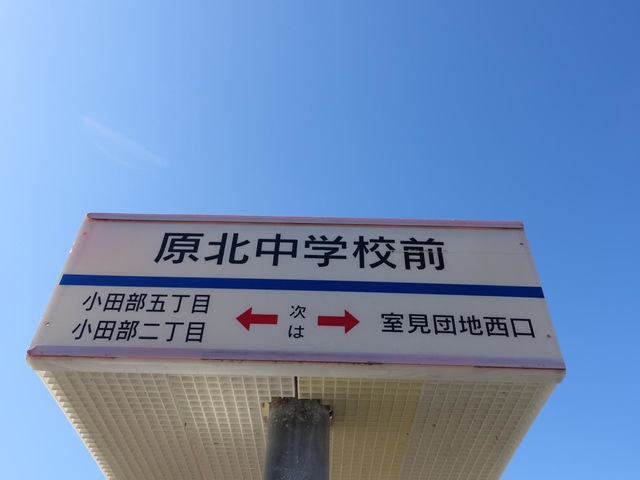 原北中学校前
小田部五丁目
小田部二丁目
次
は
室見団地西口